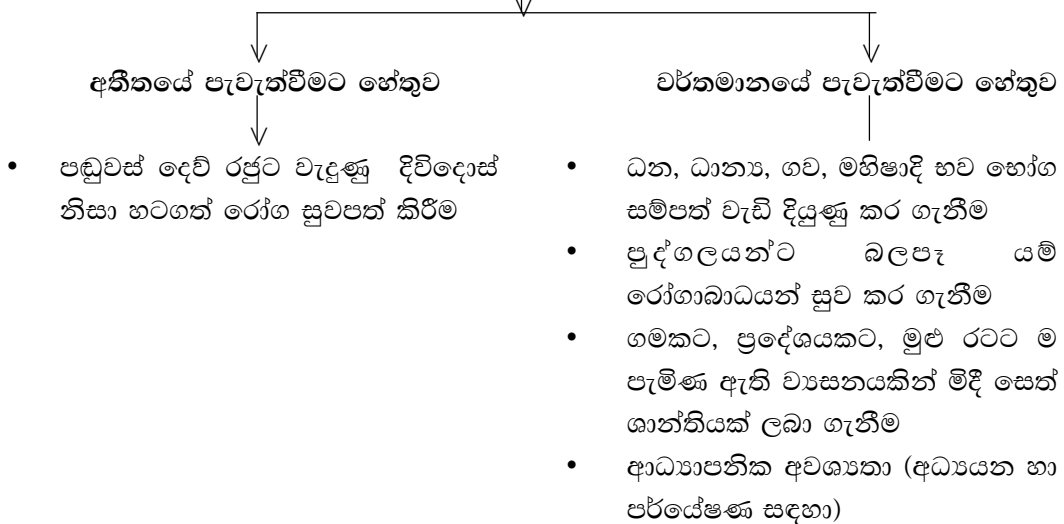 අතීතයේ පැවැත්වීමට හේතුව
• පඬුවස් දෙව් රජුට වැදුණු දිවිදොස්
නිසා හටගත් රෝග සුවපත් කිරීම
වර්තමානයේ පැවැත්වීමට හේතුව
• ධන, ධාන්‍ය, ගව, මහිෂාදි භව භෝග
සම්පත් වැඩි දියුණු කර ගැනීම
• පුද්ගලයන්ට බලපෑ යම්
රෝගාබාධයන් සුව කර ගැනීම
• ගමකට, ප්‍රදේශයකට, මුළු රටට ම
පැමිණ ඇති ව්‍යසනයකින් මිදී සෙත්
ශාන්තියක් ලබා ගැනීම
• ආධ්‍යාපනික අවශ්‍යතා (අධ්‍යයන හා
පර්යේෂණ සඳහා)